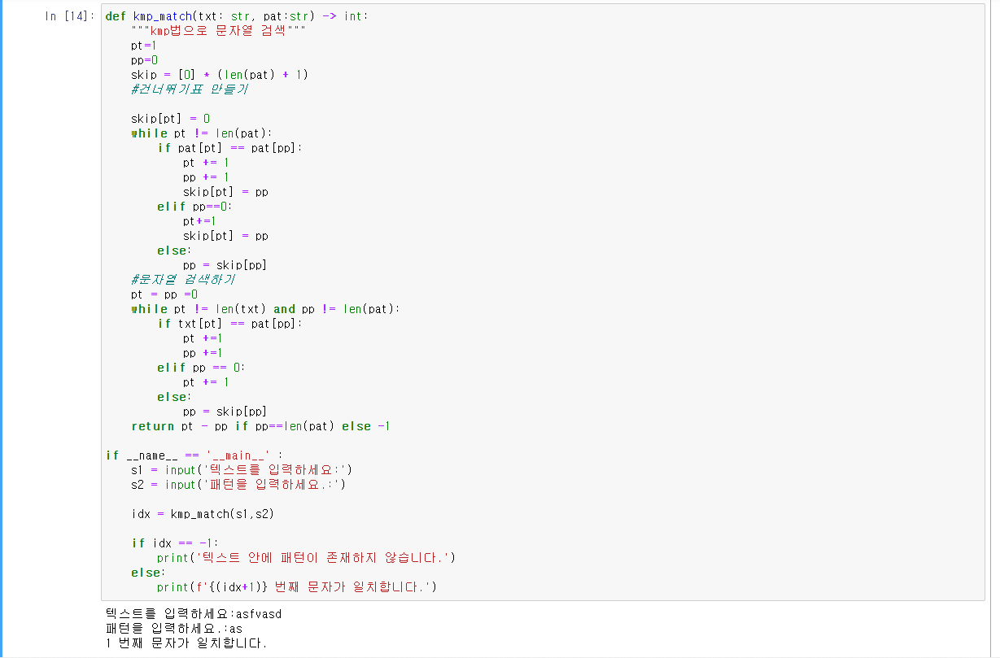 In [14]: def kmp_match(txt: str, pat:str) -> int:
    """kmp법으로 문자열 검색"""
    pt=1
    pp=0
    skip = [0] * (len(pat) + 1)
    #건너뛰기표 만들기

    skip[pt] = 0
    while pt != len(pat):
        if pat[pt] == pat[pp]:
            pt += 1
            pp += 1
            skip[pt] = pp
        elif pp==0:
            pt+=1
            skip[pt] = pp
        else:
            pp = skip[pp]
    #문자열 검색하기
    pt = pp =0
    while pt != len(txt) and pp != len(pat):
        if txt[pt] == pat[pp]:
            pt +=1
            pp +=1
        elif pp == 0:
            pt += 1
        else:
            pp = skip[pp]
    return pt - pp if pp==len(pat) else -1

if __name__ == '__main__' :
    s1 = input('텍스트를 입력하세요:')
    s2 = input('패턴을 입력하세요.:')

    idx = kmp_match(s1,s2)

    if idx == -1:
        print('텍스트 안에 패턴이 존재하지 않습니다.')
    else:
        print(f'{(idx+1)} 번째 문자가 일치합니다.')
텍스트를 입력하세요:asfvasd
패턴을 입력하세요.:as
1 번째 문자가 일치합니다.